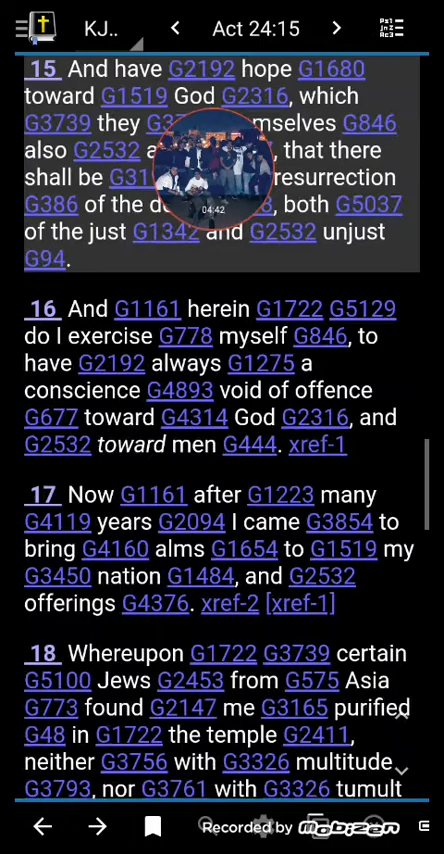 KJ..
Act 24:15
Ps1
Jn2
Ac3
15 And have G2192 hope G1680
toward G1519 God G2316, which
G3739 they mselves G846
also G2532 , that there
shall be resurrection
G386 of the both G5037
of the just G1342 and G2532 unjust
G94.
04:42
16 And G1161 herein G1722 G5129
do I exercise G778 myself G846, to
have G2192 always G1275 a
conscience G4893 void of offence
G677 toward G4314 God G2316, and
G2532 toward men G444. xref-1
17 Now G1161 after G1223 many
G4119 years G2094 I came G3854 to
bring G4160 alms G1654 to G1519 my
G3450 nation G1484, and G2532
offerings G4376. xref-2 [xref-1]
18 Whereupon G1722 G3739 certain
G5100 Jews G2453 from G575 Asia
G773 found G2147 me G3165 purified
G48 in G1722 the temple G2411,
neither G3756 with G3326 multitude
G3793, nor G3761 with G3326 tumult
Recorded by Mobizen